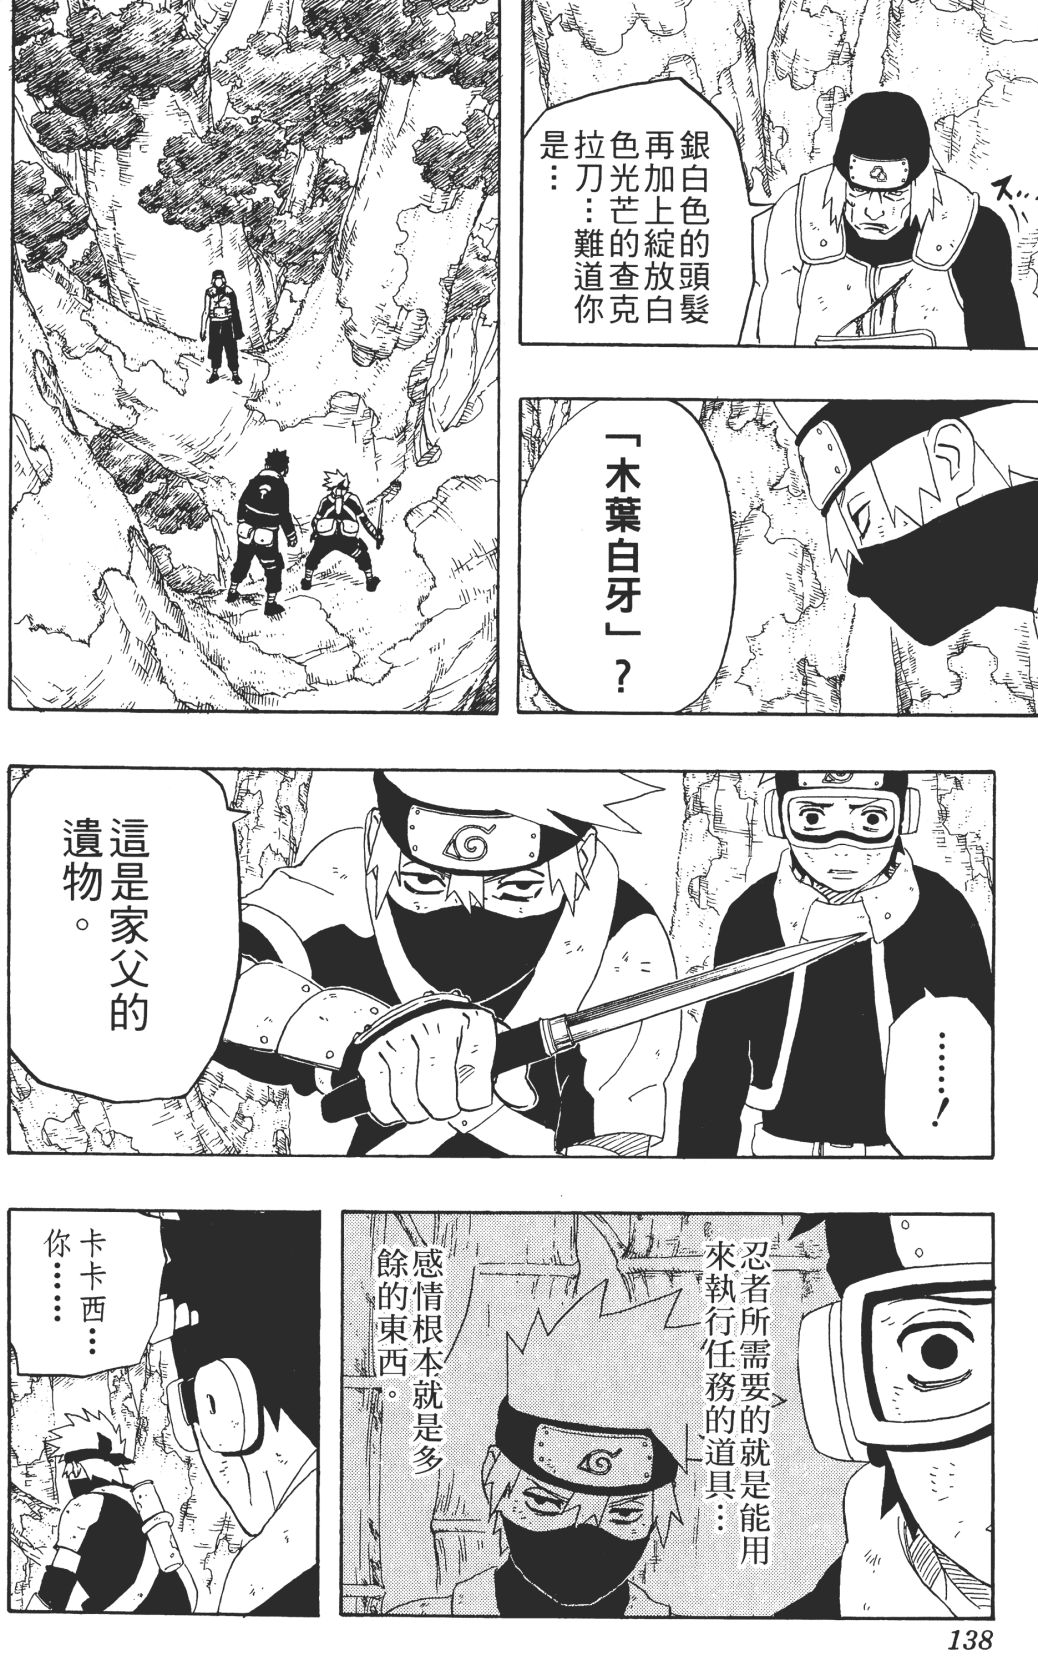 ズ…
銀白色的頭髮
再加上綻放白
色光芒的查克
拉刀…難道你
是…
「木葉白牙」？
……！
這是家父的
遺物。
忍者所需要的就是能用
來執行任務的道具…
感情根本就是多
餘的東西。
卡卡西…
你……
138